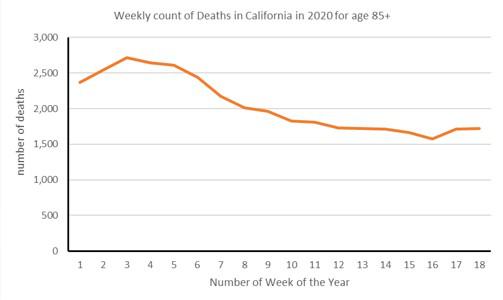 Weekly count of Deaths in California in 2020 for age 85+
3,000
2,500
2,000
1,500
1,000
500
0
number of deaths
1 2 3 4 5 6 7 8 9 10 11 12 13 14 15 16 17 18
Number of Week of the Year